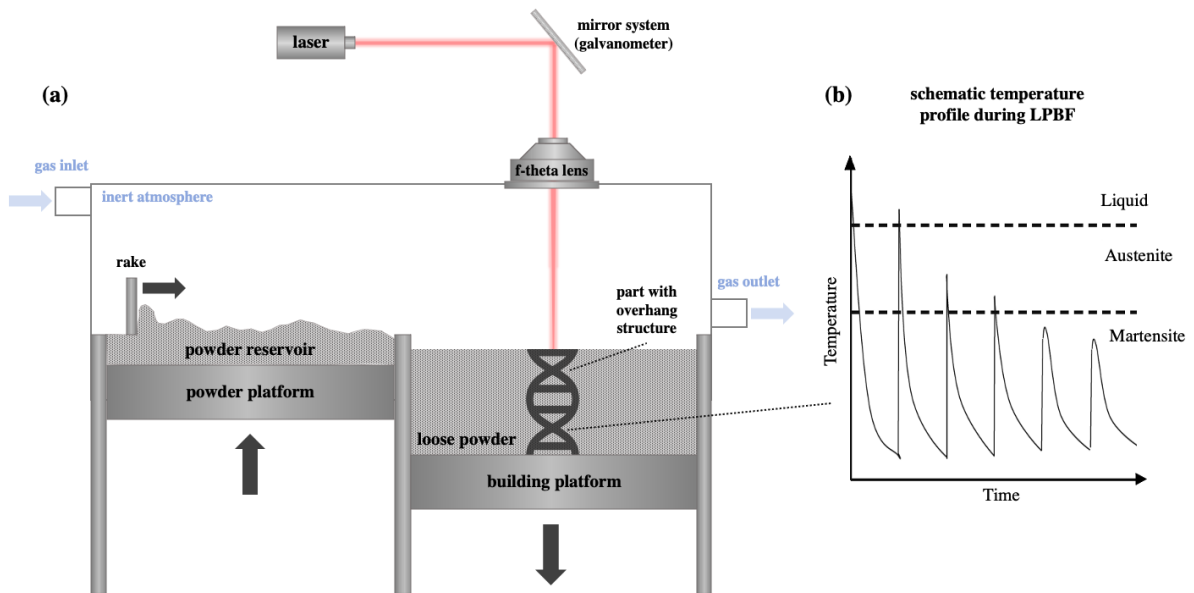 laser
mirror system
(galvanometer)
(a)
(b)
schematic temperature
profile during LPBF
gas inlet
f-theta lens
inert atmosphere
Liquid
Austenite
rake
gas outlet
part with
overhang
structure
Temperature
Martensite
powder reservoir
powder platform
loose powder
building platform
Time